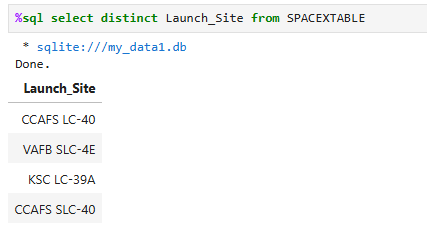 %sql select distinct Launch_Site from SPACEXTABLE
* sqlite:///my_data1.db
Done.
Launch_Site
CCAFS LC-40
VAFB SLC-4E
KSC LC-39A
CCAFS SLC-40